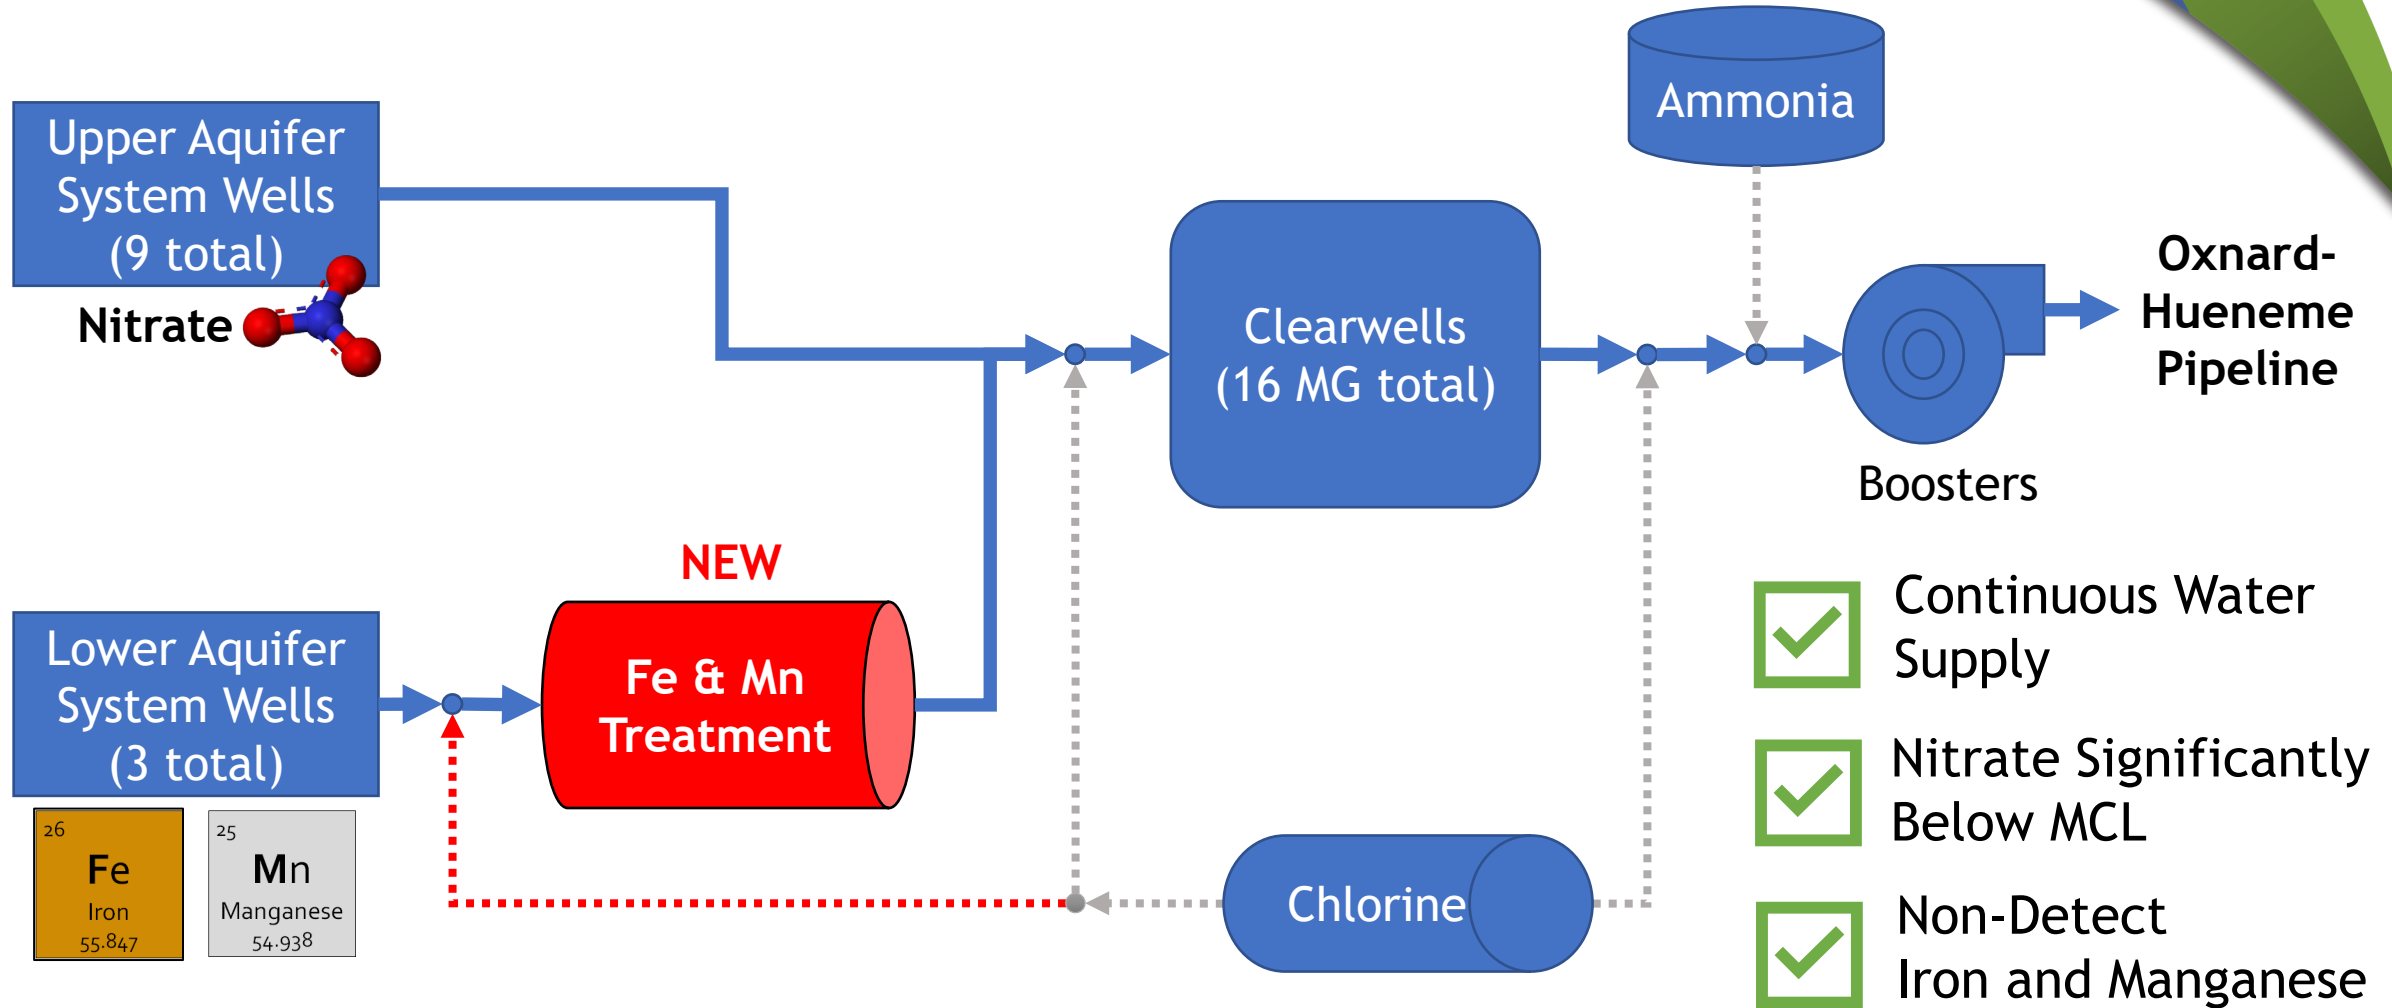 Upper Aquifer
System Wells
(9 total)
Nitrate
Ammonia
Clearwells
(16 MG total)
Oxnard-
Hueneme
Pipeline
Boosters
NEW
Fe & Mn
Treatment
Lower Aquifer
System Wells
(3 total)
26
Fe
Iron
55.847
25
Mn
Manganese
54.938
Chlorine
Continuous Water
Supply
Nitrate Significantly
Below MCL
Non-Detect
Iron and Manganese